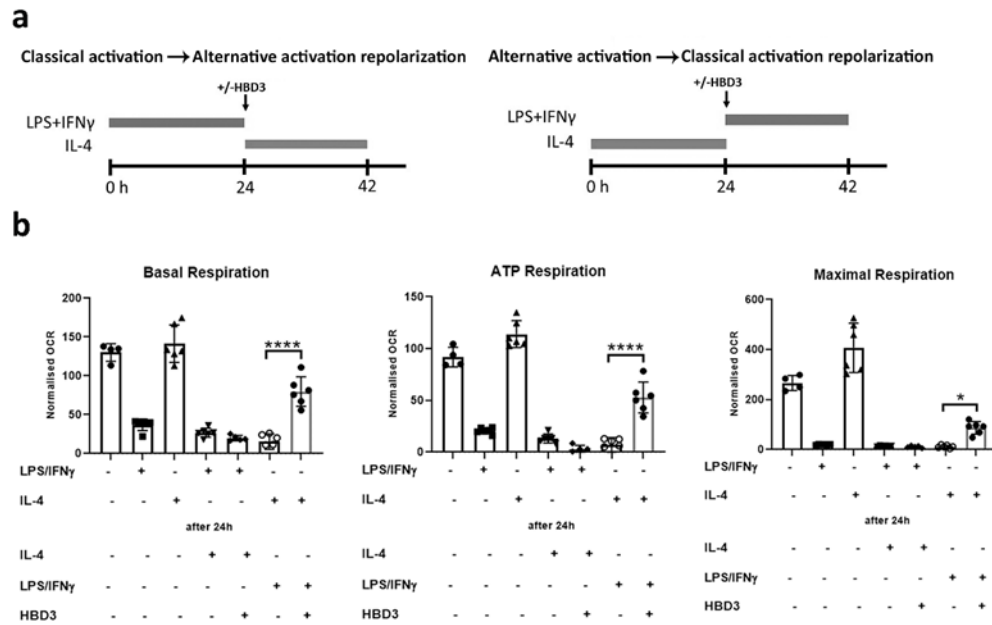 a
Classical activation → Alternative activation repolarization
+/-HBD3
LPS+IFNγ
IL-4
0 h 24 42
Alternative activation → Classical activation repolarization
+/-HBD3
LPS+IFNγ
IL-4
0 h 24 42
b
Basal Respiration
Normalised OCR
200
150
100
50
0
****
LPS/IFNγ - + - + + - -
IL-4 - - + - - + +
after 24h
IL-4 - - - + + - -
LPS/IFNγ - - - - - + +
HBD3 - - - - + - +
ATP Respiration
Normalised OCR
150
100
50
0
****
LPS/IFNγ - + - + + - -
IL-4 - - + - - + +
after 24h
IL-4 - - - + + - -
LPS/IFNγ - - - - - + +
HBD3 - - - - + - +
Maximal Respiration
Normalised OCR
600
400
200
0
*
LPS/IFNγ - + - + + - -
IL-4 - - + - - + +
after 24h
IL-4 - - - + + - -
LPS/IFNγ - - - - - + +
HBD3 - - - - + - +